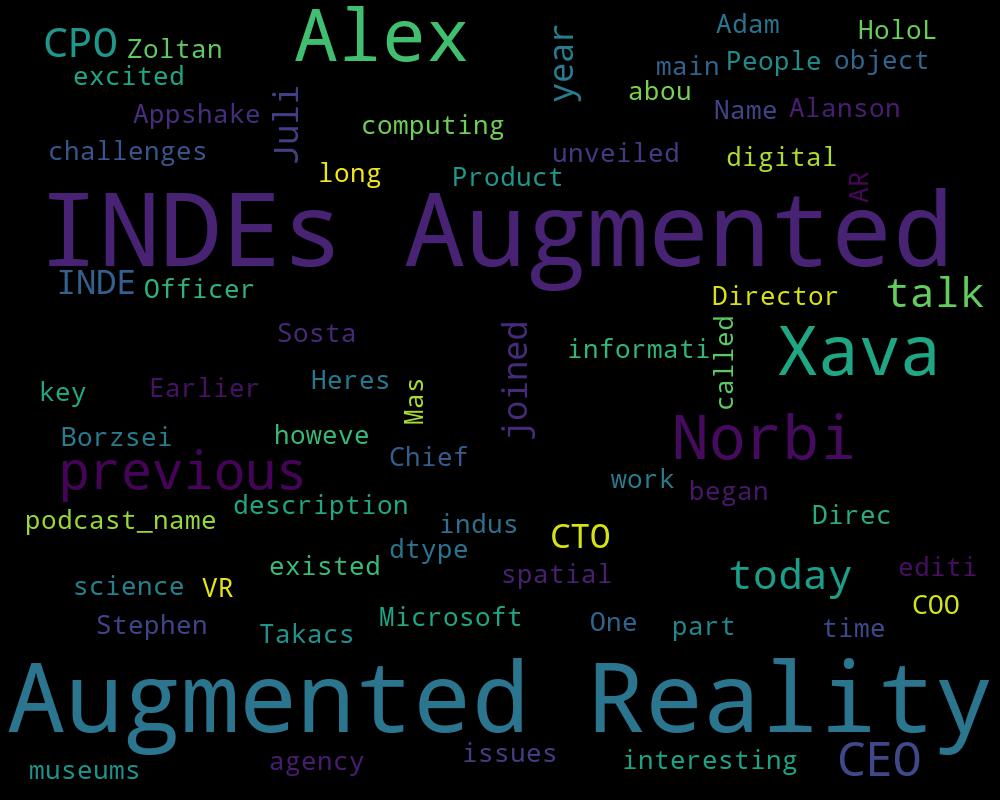 CPO Zoltan Alex year Adam HoloL
excited main People object
abou
Appshake Juli computing Name Alanson
challenges long Product unveiled digital AR
INDEs Augmented
INDE Officer Director talk
Sosta joined informati called Xava
key Earlier Heres Mas
Borzsei howeve Chief Norbi
previous work began
podcast_name description indus CTO Direc
existed dtype spatial today editi
science VR COO
Stephen Takacs Microsoft One part time
Augmented Reality
museums agency issues interesting CEO